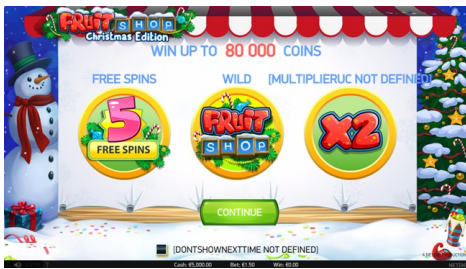 FRUIT SHOP
Christmas Edition
WIN UP TO 80 000 COINS
FREE SPINS WILD [MULTIPLIERUC NOT DEFINED]
5
FREE SPINS
FRUIT
SHOP
X2
CONTINUE
[DONTSHOWNEXTTIME NOT DEFINED]
Cash: €5,000.00 Bet: €1.50 Win: €0.00